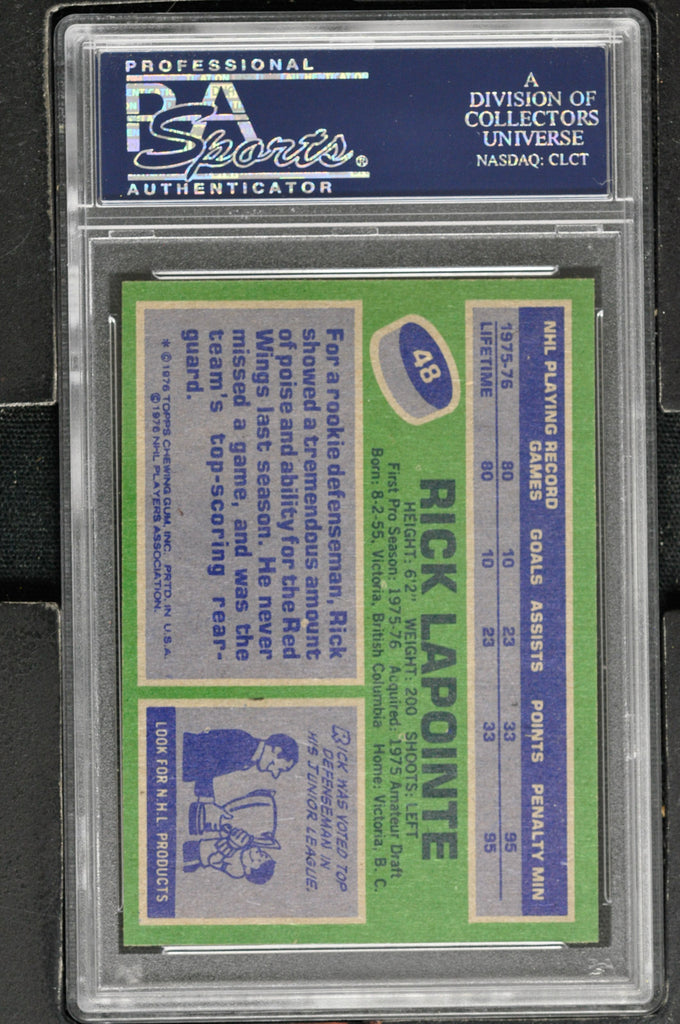 PROFESSIONAL
PSA
Sports®
AUTHENTICATOR
A
DIVISION OF
COLLECTORS
UNIVERSE
NASDAQ: CLCT
NHL PLAYING RECORD
GAMES GOALS ASSISTS POINTS PENALTY MIN
1975-76 80 10 23 33 95
LIFETIME 80 10 23 33 95
48
RICK LAPOINTE
HEIGHT: 6'2" WEIGHT: 200 SHOOTS: LEFT
First Pro Season: 1975-76 Acquired: 1975 Amateur Draft
Born: 8-2-55, Victoria, British Columbia Home: Victoria, B. C.
For a rookie defenseman, Rick
showed a tremendous amount
of poise and ability for the Red
Wings last season. He never
missed a game, and was the
team's top-scoring rear-
guard.
* © 1976 TOPPS CHEWING GUM, INC. PRTD. IN U.S.A.
© 1976 NHL PLAYERS ASSOCIATION.
RICK WAS VOTED TOP
DEFENSEMAN IN
HIS JUNIOR LEAGUE.
LOOK FOR N.H.L. PRODUCTS